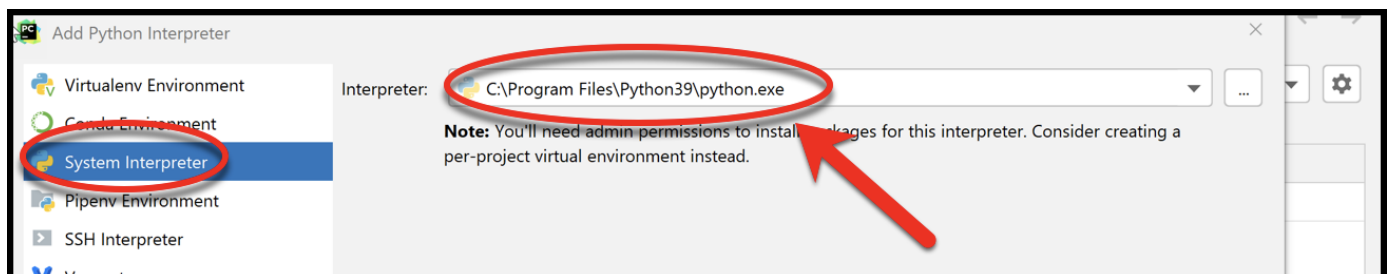 PC
Add Python Interpreter
Virtualenv Environment
Interpreter:
C:\Program Files\Python39\python.exe
...
Conda Environment
Note: You'll need admin permissions to install packages for this interpreter. Consider creating a
per-project virtual environment instead.
System Interpreter
Pipenv Environment
SSH Interpreter